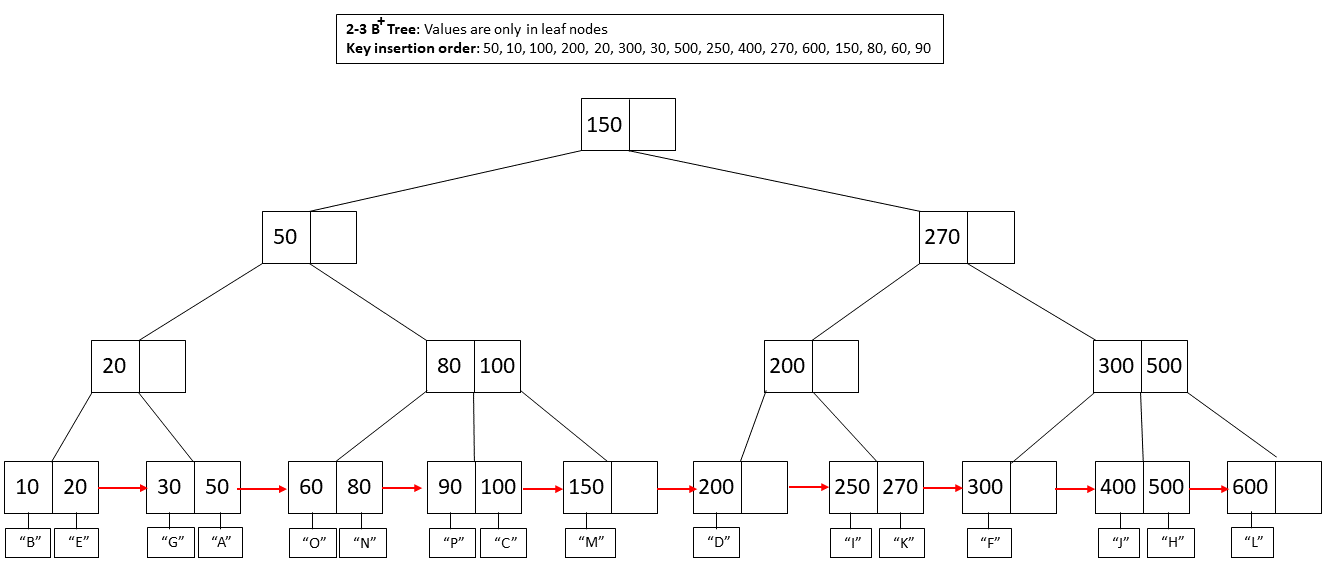 2-3 B+ Tree: Values are only in leaf nodes
Key insertion order: 50, 10, 100, 200, 20, 300, 30, 500, 250, 400, 270, 600, 150, 80, 60, 90
150
50 270
20 80 100 200 300 500
10 20 30 50 60 80 90 100 150 200 250 270 300 400 500 600
“B” “E” “G” “A” “O” “N” “P” “C” “M” “D” “I” “K” “F” “J” “H” “L”